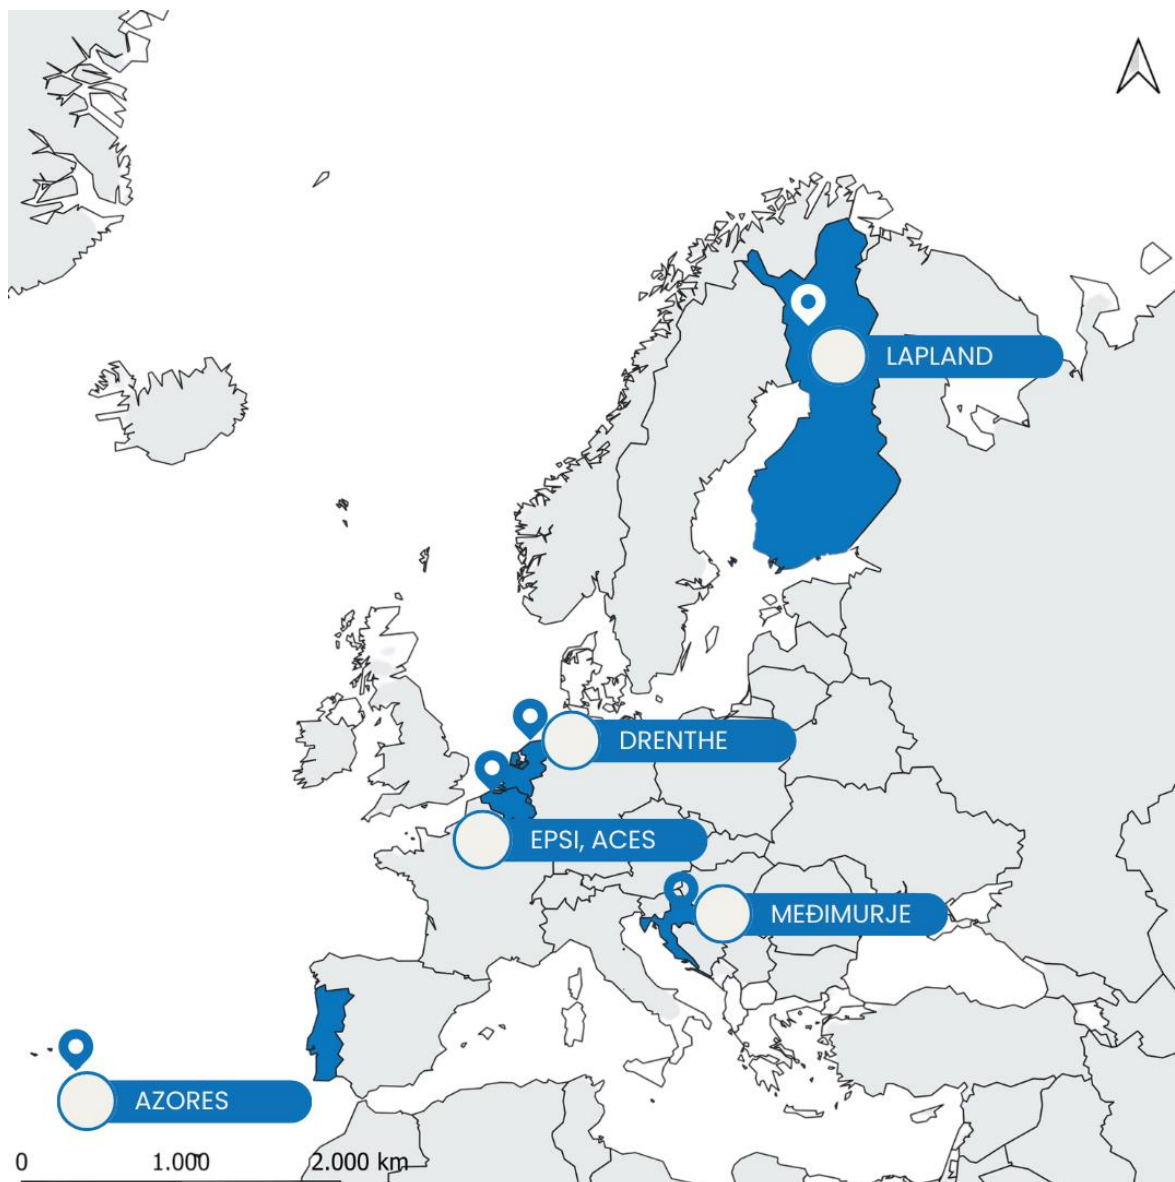 LAPLAND
DRENTHE
EPSI, ACES
MEĐIMURJE
AZORES
0 1.000 2.000 km